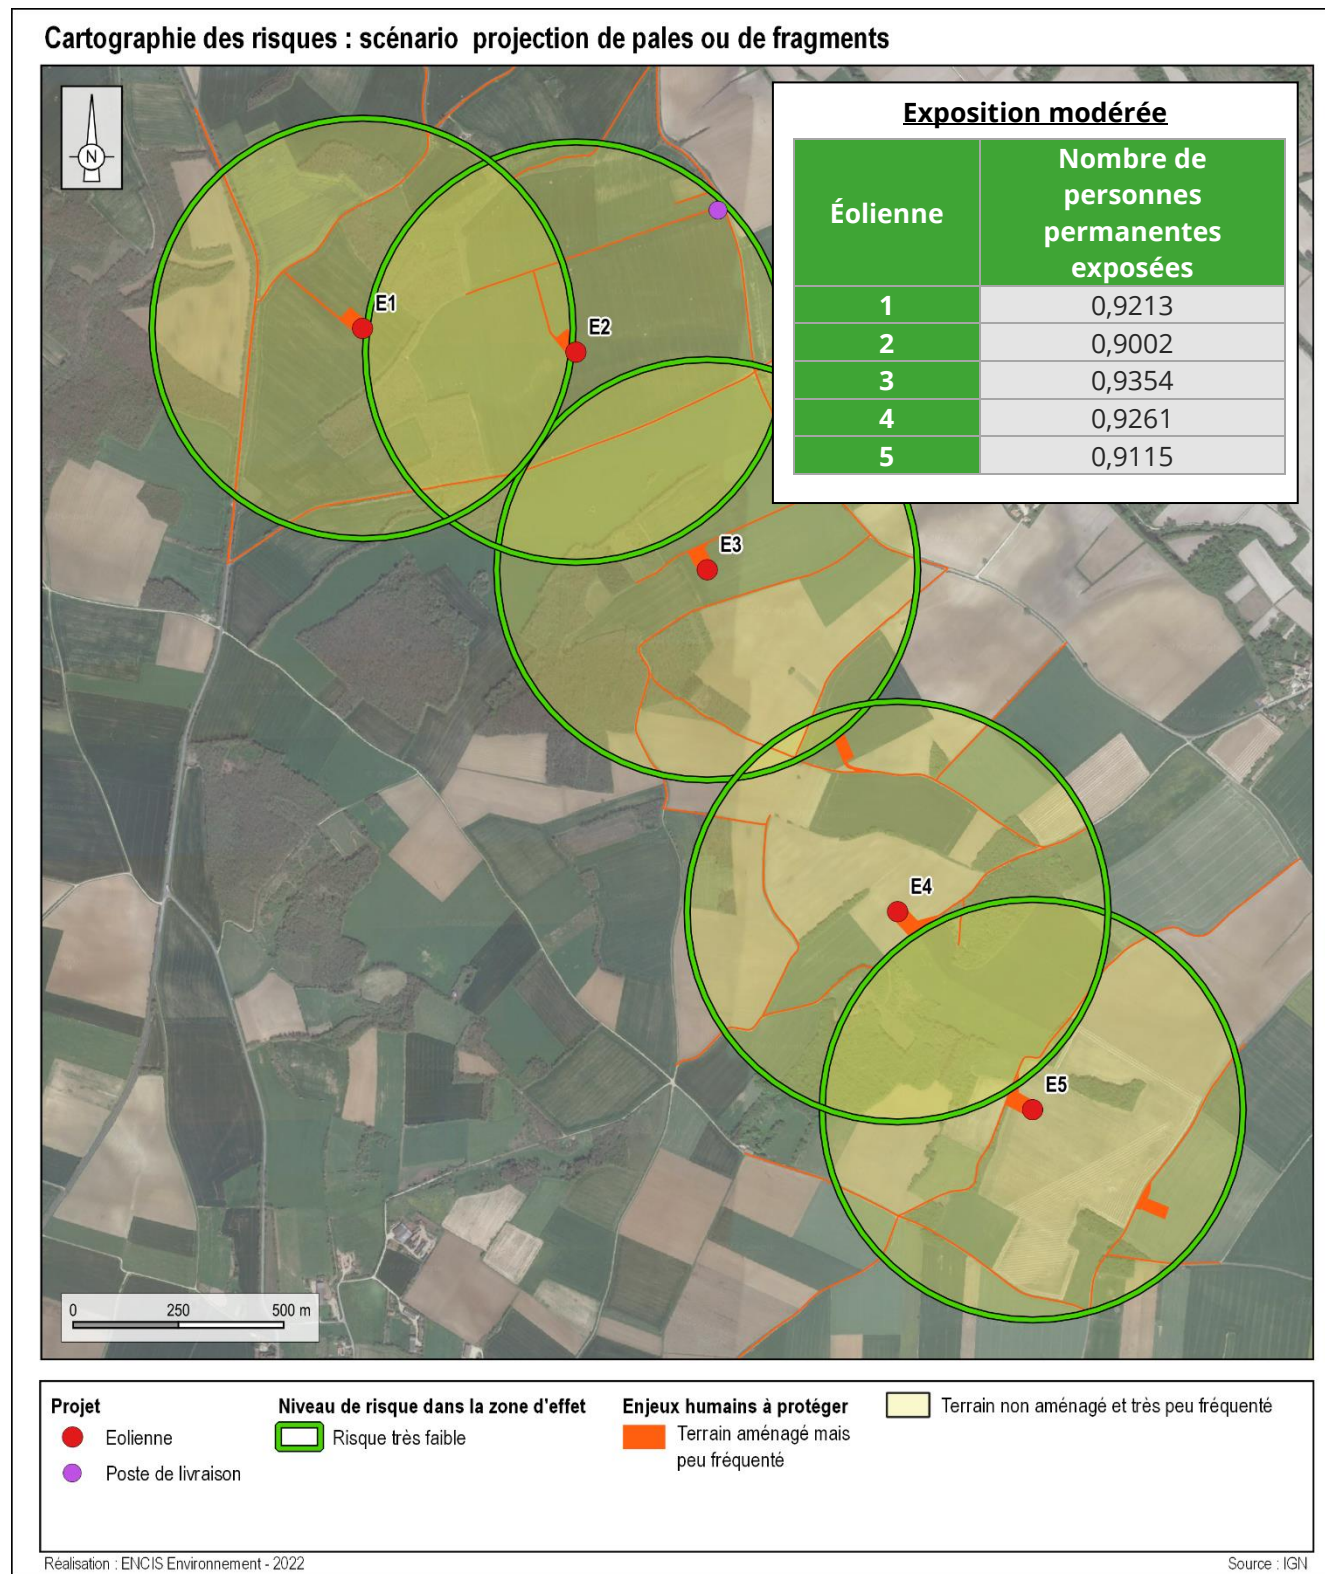 Cartographie des risques : scénario projection de pales ou de fragments
N
Exposition modérée
Éolienne
Nombre de
personnes
permanentes
exposées
1 0,9213
2 0,9002
3 0,9354
4 0,9261
5 0,9115
E1
E2
E3
E4
E5
0 250 500 m
Projet
Eolienne
Poste de livraison
Niveau de risque dans la zone d'effet
Risque très faible
Enjeux humains à protéger
Terrain aménagé mais
peu fréquenté
Terrain non aménagé et très peu fréquenté
Réalisation : ENCIS Environnement - 2022
Source : IGN